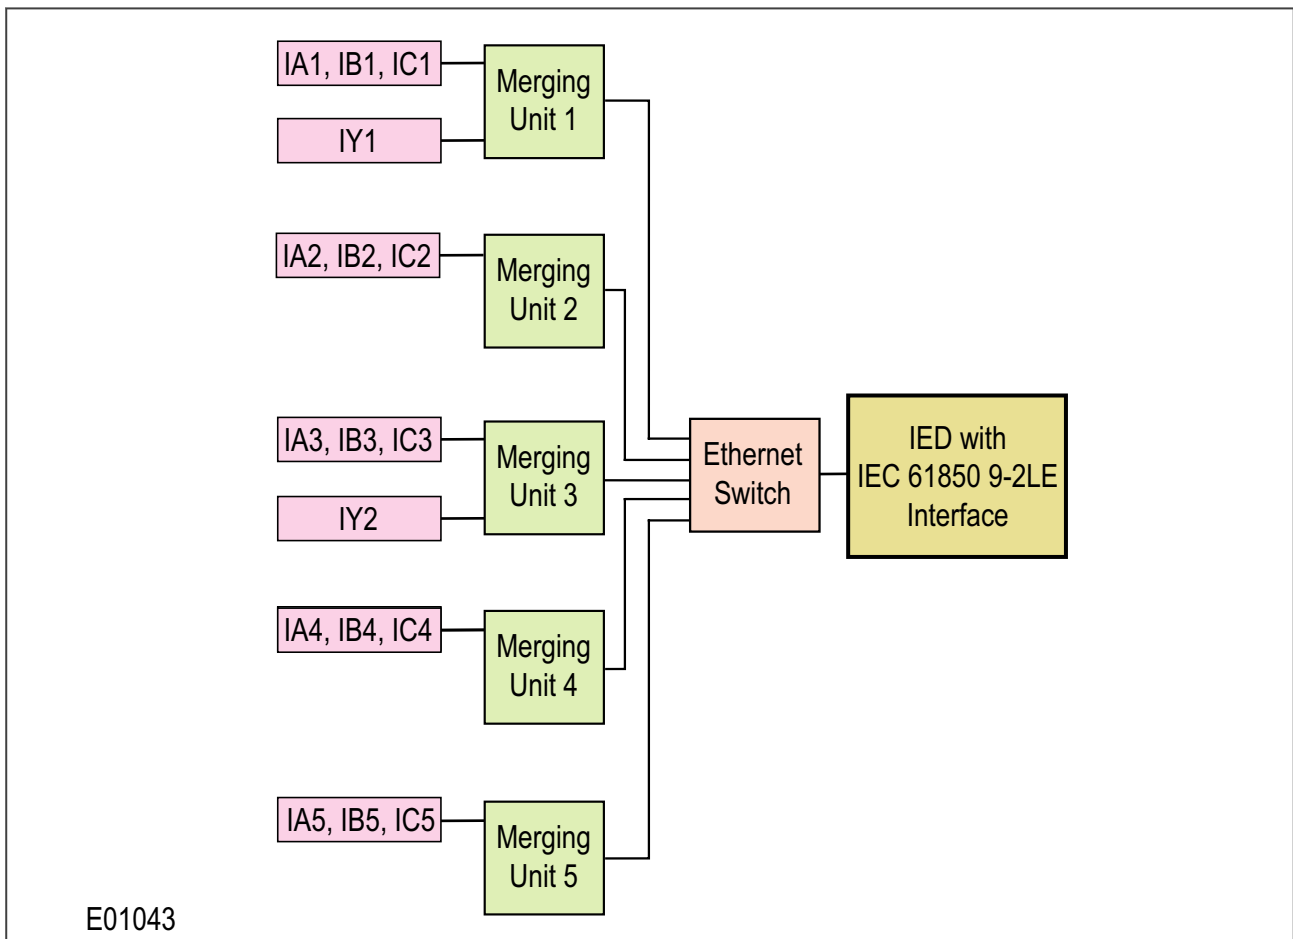 IA1, IB1, IC1
IY1
Merging
Unit 1
IA2, IB2, IC2
Merging
Unit 2
IA3, IB3, IC3
IY2
Merging
Unit 3
IA4, IB4, IC4
Merging
Unit 4
IA5, IB5, IC5
Merging
Unit 5
Ethernet
Switch
IED with
IEC 61850 9-2LE
Interface
E01043